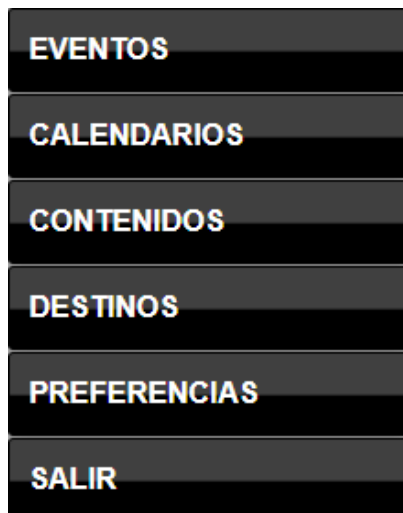 EVENTOS
CALENDARIOS
CONTENIDOS
DESTINOS
PREFERENCIAS
SALIR